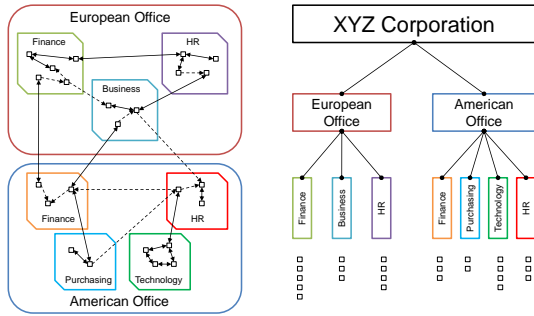 European Office
Finance
HR
Business
Finance
HR
Purchasing
Technology
American Office
XYZ Corporation
European
Office
American
Office
Finance
Business
HR
Finance
Purchasing
Technology
HR